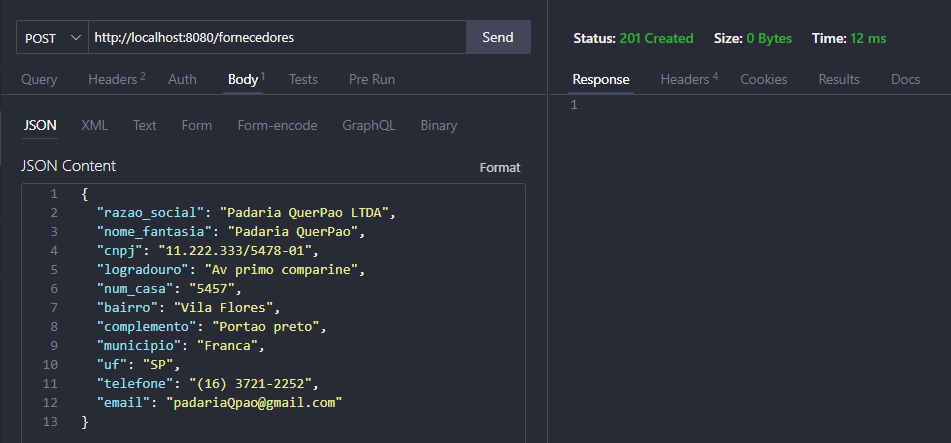 POST http://localhost:8080/fornecedores Send
Query Headers 2 Auth Body 1 Tests Pre Run
JSON XML Text Form Form-encode GraphQL Binary
JSON Content Format
1 {
2 "razao_social": "Padaria QuerPao LTDA",
3 "nome_fantasia": "Padaria QuerPao",
4 "cnpj": "11.222.333/5478-01",
5 "logradouro": "Av primo comparine",
6 "num_casa": "5457",
7 "bairro": "Vila Flores",
8 "complemento": "Portao preto",
9 "municipio": "Franca",
10 "uf": "SP",
11 "telefone": "(16) 3721-2252",
12 "email": "padariaQpao@gmail.com"
13 }
Status: 201 Created Size: 0 Bytes Time: 12 ms
Response Headers 4 Cookies Results Docs
1